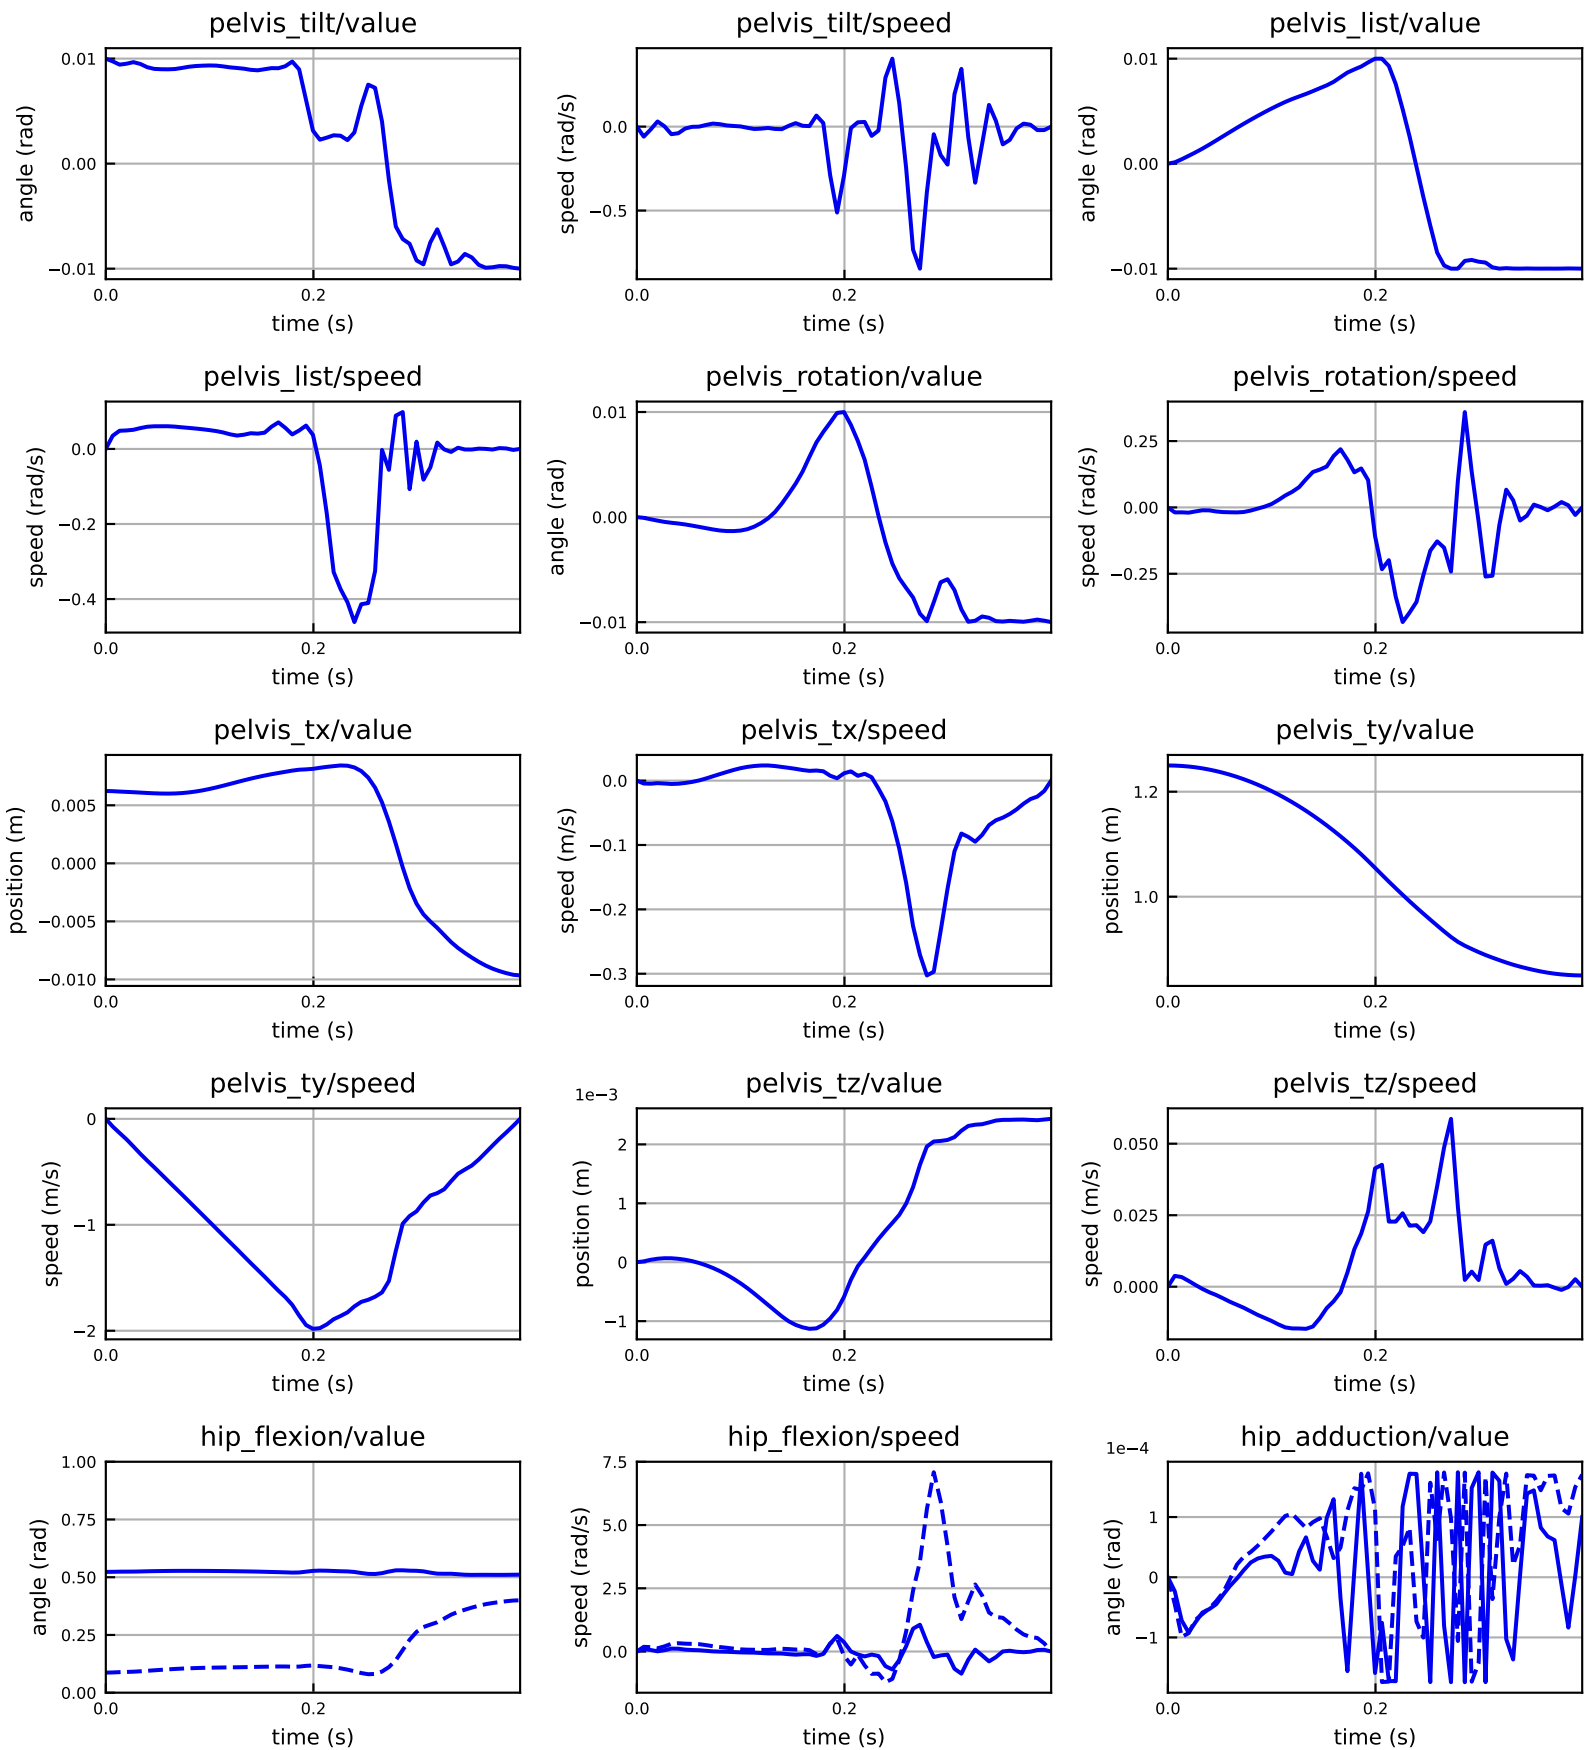 pelvis_tilt/value
pelvis_tilt/speed
pelvis_list/value
angle (rad)
0.01
0.00
−0.01
0.0
0.2
time (s)
speed (rad/s)
0.0
−0.5
0.0
0.2
time (s)
angle (rad)
0.01
0.00
−0.01
0.0
0.2
time (s)
pelvis_list/speed
pelvis_rotation/value
pelvis_rotation/speed
speed (rad/s)
0.0
−0.2
−0.4
0.0
0.2
time (s)
angle (rad)
0.01
0.00
−0.01
0.0
0.2
time (s)
speed (rad/s)
0.25
0.00
−0.25
0.0
0.2
time (s)
pelvis_tx/value
pelvis_tx/speed
pelvis_ty/value
position (m)
0.005
0.000
−0.005
−0.010
0.0
0.2
time (s)
speed (m/s)
0.0
−0.1
−0.2
−0.3
0.0
0.2
time (s)
position (m)
1.2
1.0
0.0
0.2
time (s)
pelvis_ty/speed
pelvis_tz/value
pelvis_tz/speed
speed (m/s)
0
−1
−2
0.0
0.2
time (s)
1e−3
position (m)
2
1
0
−1
0.0
0.2
time (s)
speed (m/s)
0.050
0.025
0.000
0.0
0.2
time (s)
hip_flexion/value
hip_flexion/speed
hip_adduction/value
angle (rad)
1.00
0.75
0.50
0.25
0.00
0.0
0.2
time (s)
speed (rad/s)
7.5
5.0
2.5
0.0
0.0
0.2
time (s)
1e−4
angle (rad)
1
0
−1
0.0
0.2
time (s)